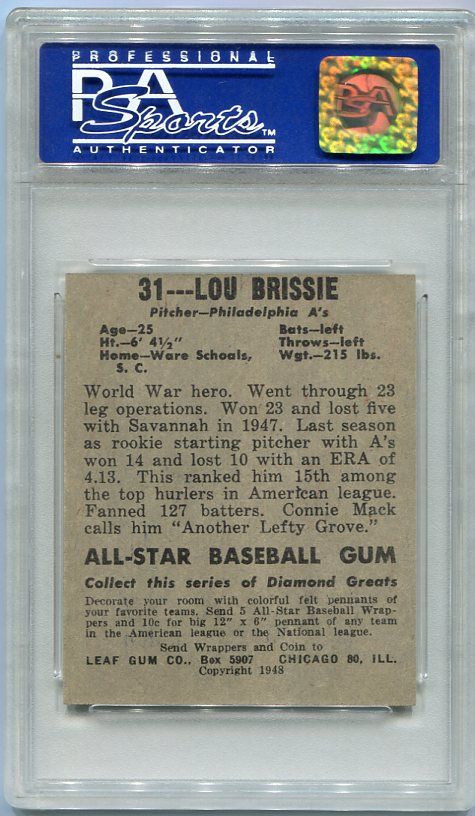 PROFESSIONAL
PSA
Sports™
AUTHENTICATOR
PSA
31---LOU BRISSIE
Pitcher—Philadelphia A's
Age—25 Bats—left
Ht.—6' 4½" Throws—left
Home—Ware Schoals, Wgt.—215 lbs.
S. C.
World War hero. Went through 23
leg operations. Won 23 and lost five
with Savannah in 1947. Last season
as rookie starting pitcher with A's
won 14 and lost 10 with an ERA of
4.13. This ranked him 15th among
the top hurlers in American league.
Fanned 127 batters. Connie Mack
calls him "Another Lefty Grove."
ALL-STAR BASEBALL GUM
Collect this series of Diamond Greats
Decorate your room with colorful felt pennants of
your favorite teams. Send 5 All-Star Baseball Wrap-
pers and 10c for big 12" x 6" pennant of any team
in the American league or the National league.
Send Wrappers and Coin to
LEAF GUM CO., Box 5907 CHICAGO 80, ILL.
Copyright 1948